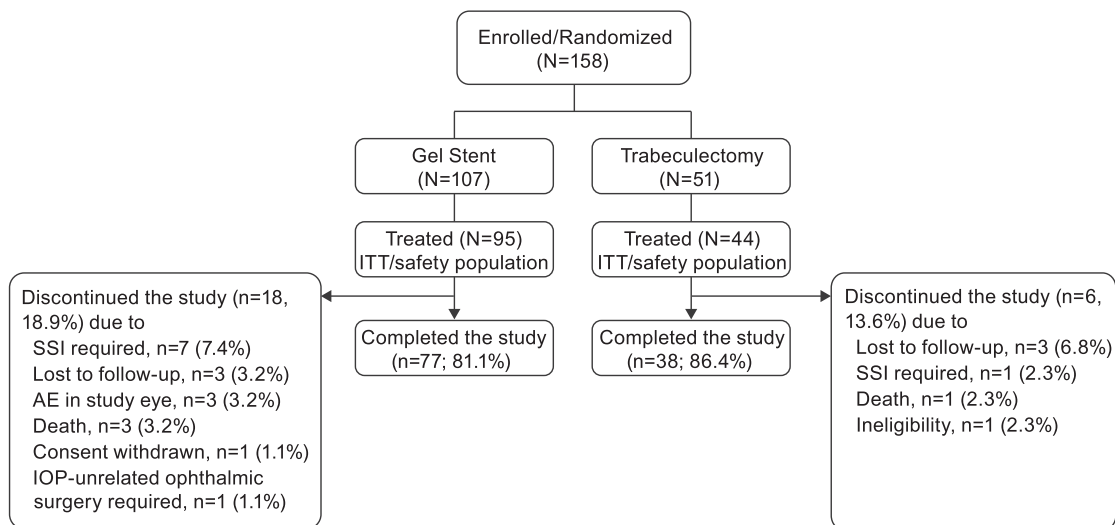 Enrolled/Randomized
(N=158)
Gel Stent
(N=107)
Trabeculectomy
(N=51)
Treated (N=95)
ITT/safety population
Treated (N=44)
ITT/safety population
Discontinued the study (n=18,
18.9%) due to
SSI required, n=7 (7.4%)
Lost to follow-up, n=3 (3.2%)
AE in study eye, n=3 (3.2%)
Death, n=3 (3.2%)
Consent withdrawn, n=1 (1.1%)
IOP-unrelated ophthalmic
surgery required, n=1 (1.1%)
Completed the study
(n=77; 81.1%)
Completed the study
(n=38; 86.4%)
Discontinued the study (n=6,
13.6%) due to
Lost to follow-up, n=3 (6.8%)
SSI required, n=1 (2.3%)
Death, n=1 (2.3%)
Ineligibility, n=1 (2.3%)